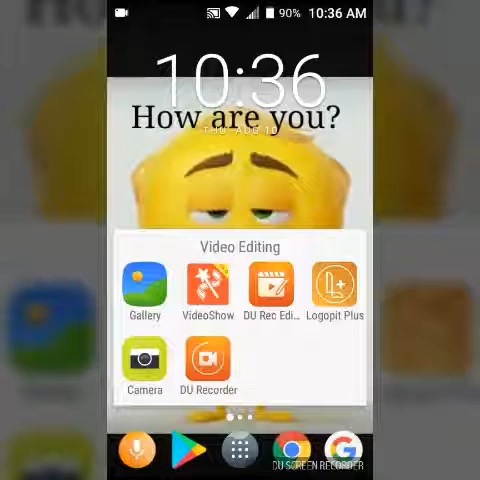 90% 10:36 AM
10:36
How are you?
THU, AUG 10
Video Editing
Gallery VideoShow DU Rec Edi... Logopit Plus
Camera DU Recorder
DU SCREEN RECORDER